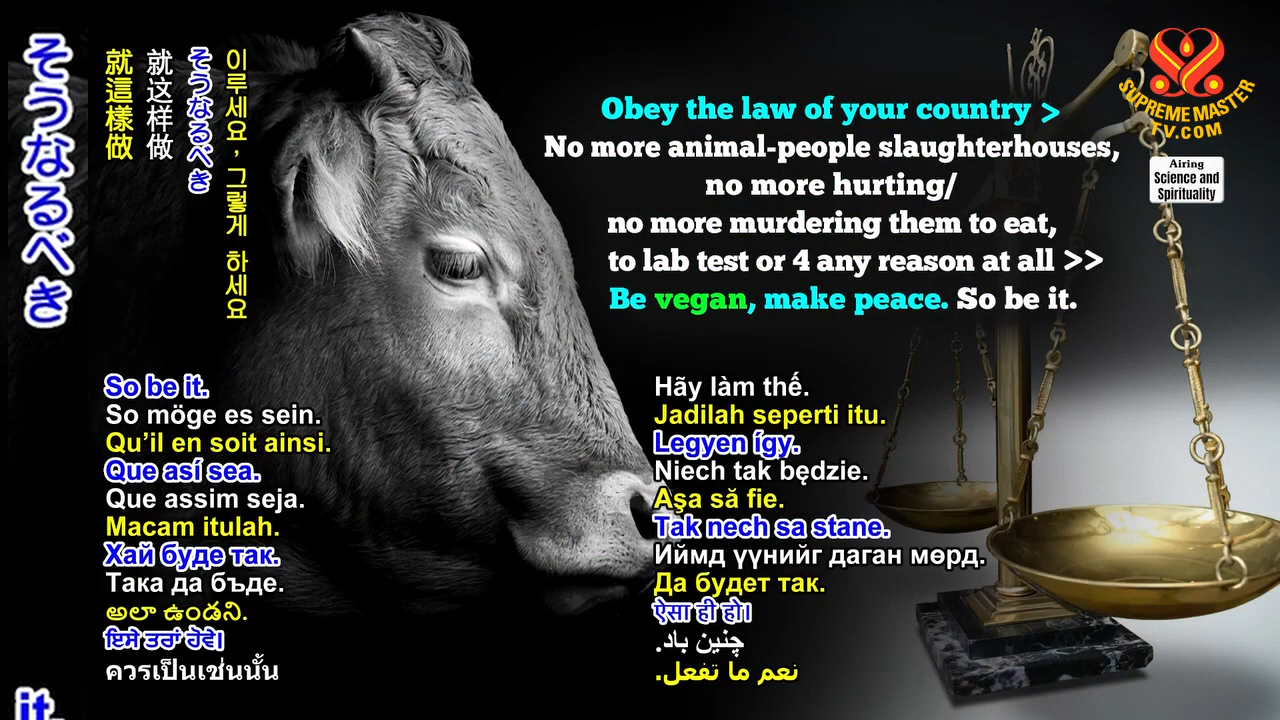 そうなるべき
就這樣做
就这样做
そうなるべき
이루세요, 그렇게 하세요
Obey the law of your country >
No more animal-people slaughterhouses,
no more hurting/
no more murdering them to eat,
to lab test or 4 any reason at all >>
Be vegan, make peace. So be it.
SUPREME MASTER
TV.COM
Airing
Science and
Spirituality
So be it.
So möge es sein.
Qu’il en soit ainsi.
Que así sea.
Que assim seja.
Macam itulah.
Хай буде так.
Така да бъде.
అలా ఉండని.
ਇਸੇ ਤਰਾਂ ਹੋਵੇ।
ควรเป็นเช่นนั้น
Hãy làm thế.
Jadilah seperti itu.
Legyen így.
Niech tak będzie.
Aşa să fie.
Tak nech sa stane.
Иймд үүнийг даган мөрд.
Да будет так.
ऐसा ही हो।
چنین باد.
نعم ما تفعل.
it.